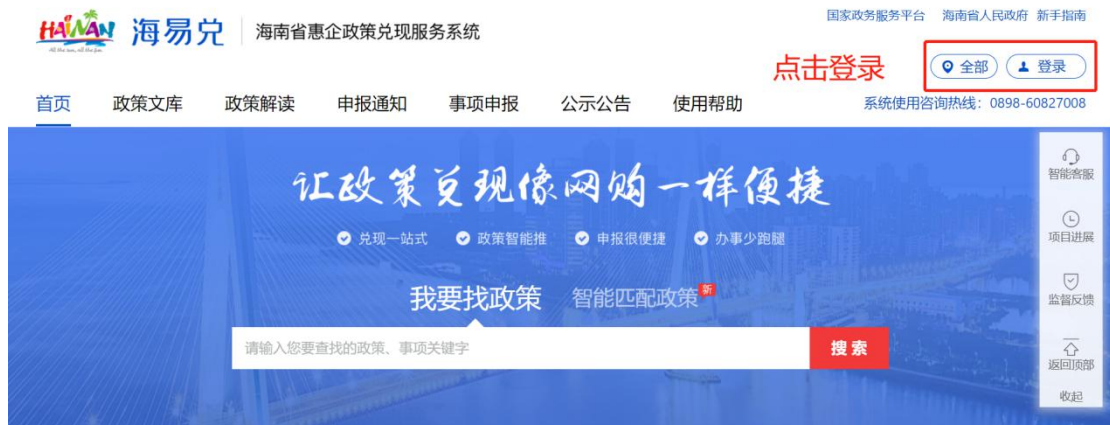 国家政务服务平台 海南省人民政府 新手指南
HAINAN 海易兑 海南省惠企政策兑现服务系统
点击登录 全部 登录
首页 政策文库 政策解读 申报通知 事项申报 公示公告 使用帮助 系统使用咨询热线：0898-60827008
让政策兑现像网购一样便捷
兑现一站式 政策智能推 申报很便捷 办事少跑腿
我要找政策 智能匹配政策 新
请输入您要查找的政策、事项关键字 搜索
智能客服
项目进展
监督反馈
返回顶部
收起